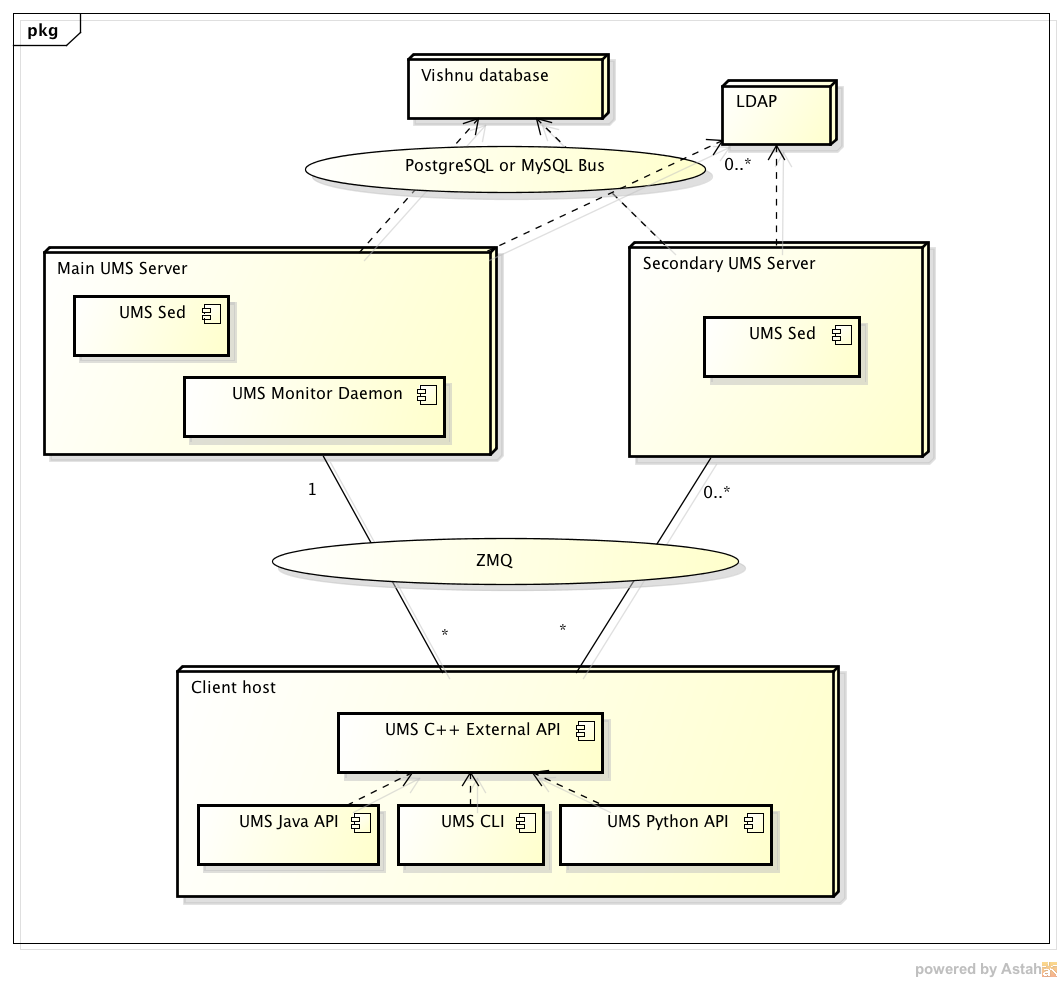 pkg
Vishnu database
LDAP
PostgreSQL or MySQL Bus
0..*
Main UMS Server
Secondary UMS Server
UMS Sed
UMS Sed
UMS Monitor Daemon
1
0..*
ZMQ
*
*
Client host
UMS C++ External API
UMS Java API
UMS CLI
UMS Python API
powered by Astah